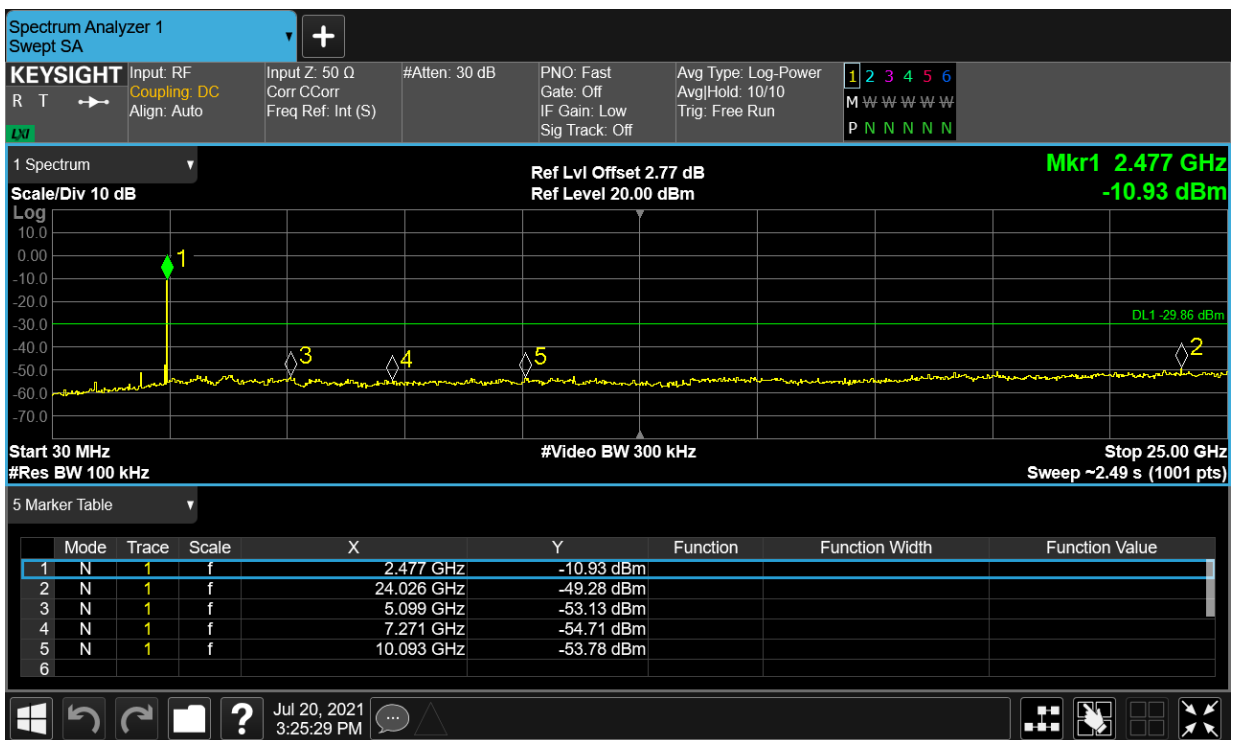 Spectrum Analyzer 1
Swept SA
+
KEYSIGHT
R T
LXI
Input: RF
Coupling: DC
Align: Auto
Input Z: 50 Ω
Corr CCorr
Freq Ref: Int (S)
#Atten: 30 dB
PNO: Fast
Gate: Off
IF Gain: Low
Sig Track: Off
Avg Type: Log-Power
Avg|Hold: 10/10
Trig: Free Run
1 2 3 4 5 6
M W W W W W
P N N N N N
1 Spectrum
Scale/Div 10 dB
Ref Lvl Offset 2.77 dB
Ref Level 20.00 dBm
Mkr1 2.477 GHz
-10.93 dBm
Log
10.0
0.00
-10.0
-20.0
-30.0
-40.0
-50.0
-60.0
-70.0
1
DL1 -29.86 dBm
3
4
5
2
Start 30 MHz
#Res BW 100 kHz
#Video BW 300 kHz
Stop 25.00 GHz
Sweep ~2.49 s (1001 pts)
5 Marker Table
Mode Trace Scale X Y Function Function Width Function Value
1 N 1 f 2.477 GHz -10.93 dBm
2 N 1 f 24.026 GHz -49.28 dBm
3 N 1 f 5.099 GHz -53.13 dBm
4 N 1 f 7.271 GHz -54.71 dBm
5 N 1 f 10.093 GHz -53.78 dBm
6
?
Jul 20, 2021
3:25:29 PM